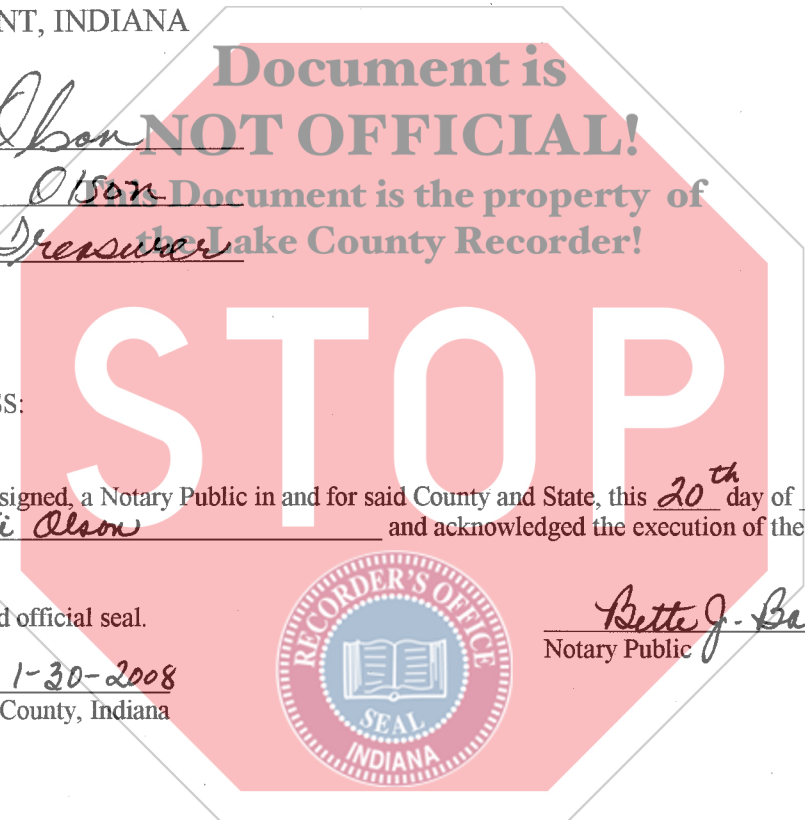 NT, INDIANA
Document is
NOT OFFICIAL!
Olson
This Document is the property of
Olson
the Lake County Recorder!
Treasurer
STOP
SS:
signed, a Notary Public in and for said County and State, this 20th day of
i Olson and acknowledged the execution of the
d official seal.
RECORDER'S OFFICE
SEAL
INDIANA
Bette J. Ba
Notary Public
1-30-2008
County, Indiana